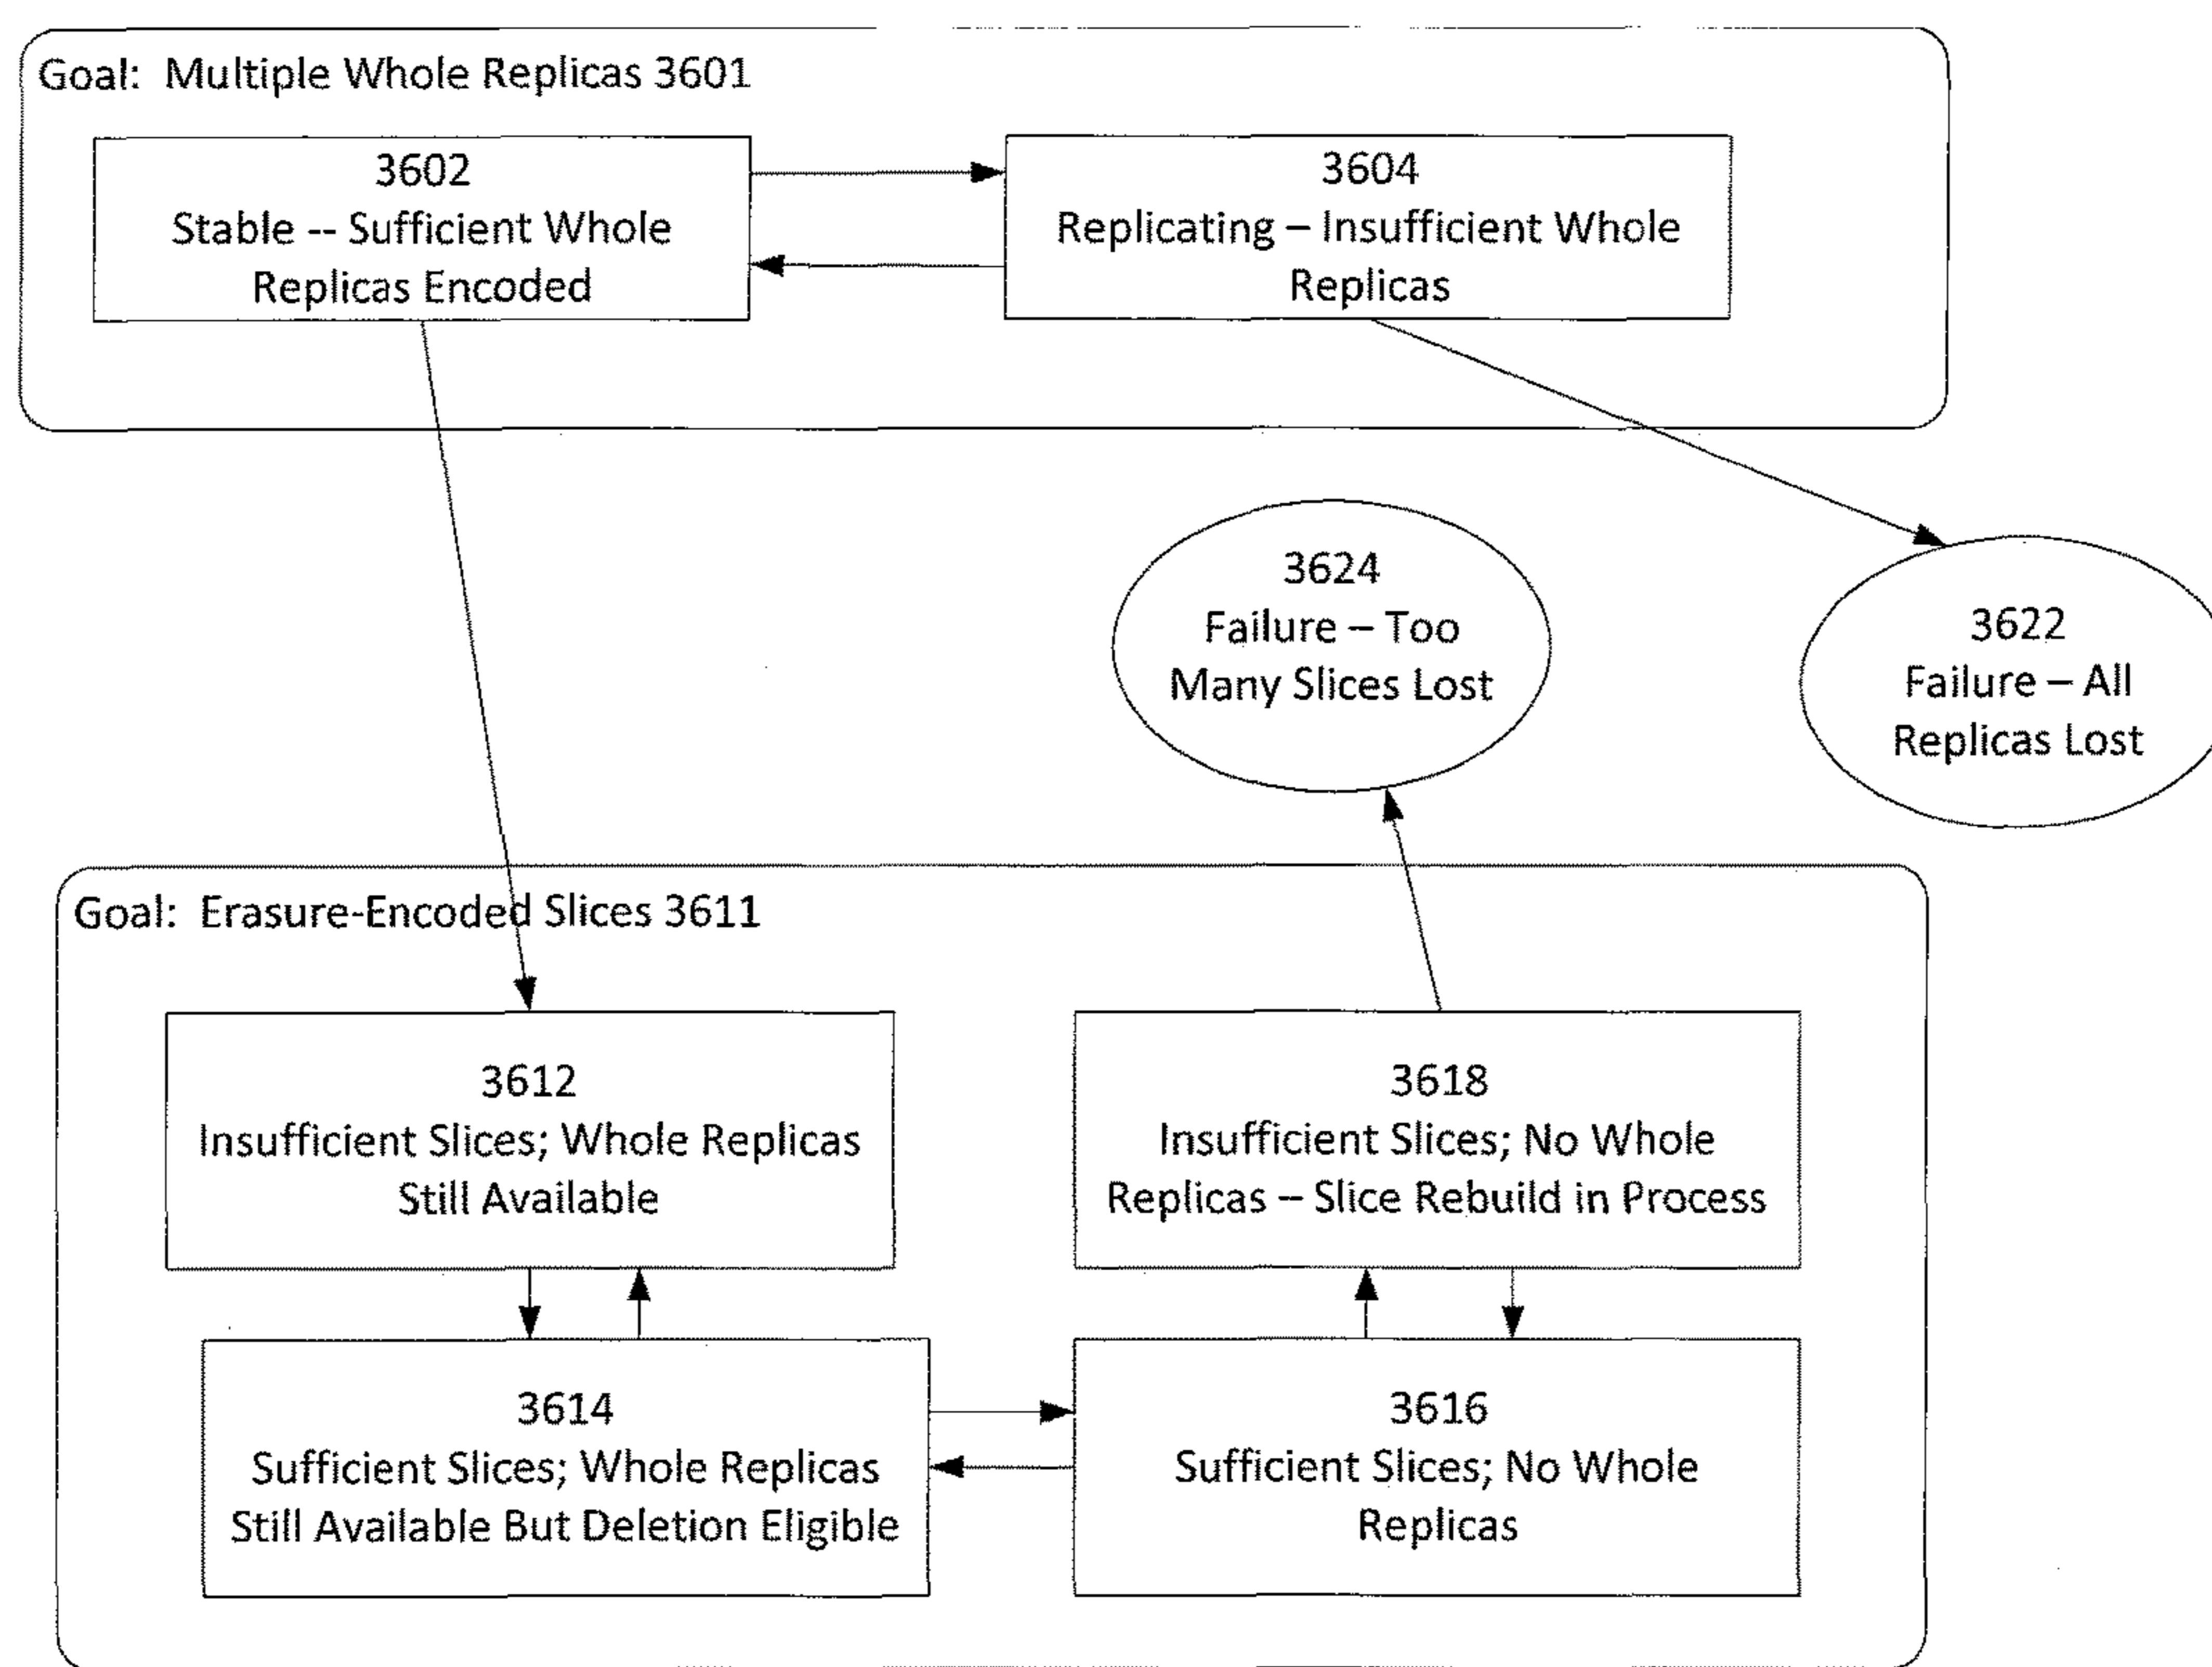 Goal: Multiple Whole Replicas 3601
3602
Stable -- Sufficient Whole
Replicas Encoded
3604
Replicating – Insufficient Whole
Replicas
3624
Failure – Too
Many Slices Lost
3622
Failure – All
Replicas Lost
Goal: Erasure-Encoded Slices 3611
3612
Insufficient Slices; Whole Replicas
Still Available
3618
Insufficient Slices; No Whole
Replicas – Slice Rebuild in Process
3614
Sufficient Slices; Whole Replicas
Still Available But Deletion Eligible
3616
Sufficient Slices; No Whole
Replicas